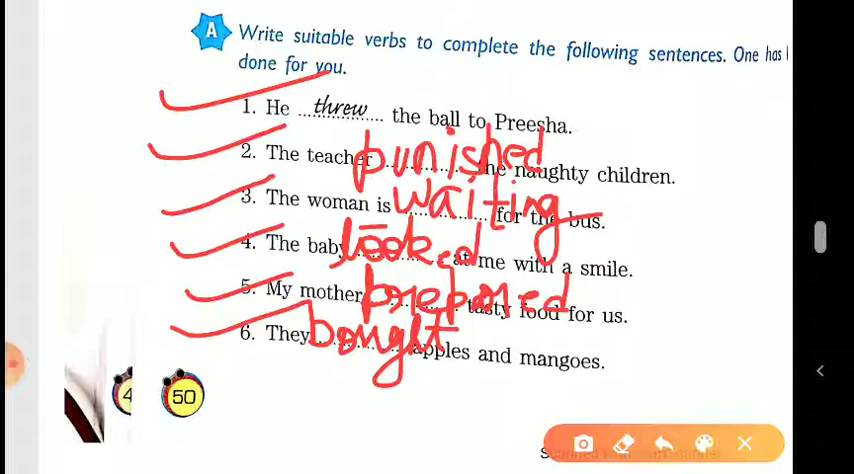 A Write suitable verbs to complete the following sentences. One has
done for you.
1. He ...threw... the ball to Preesha.
2. The teacher punished the naughty children.
3. The woman is waiting for the bus.
4. The baby looked at me with a smile.
5. My mother prepared tasty food for us.
6. They bought apples and mangoes.
4 50